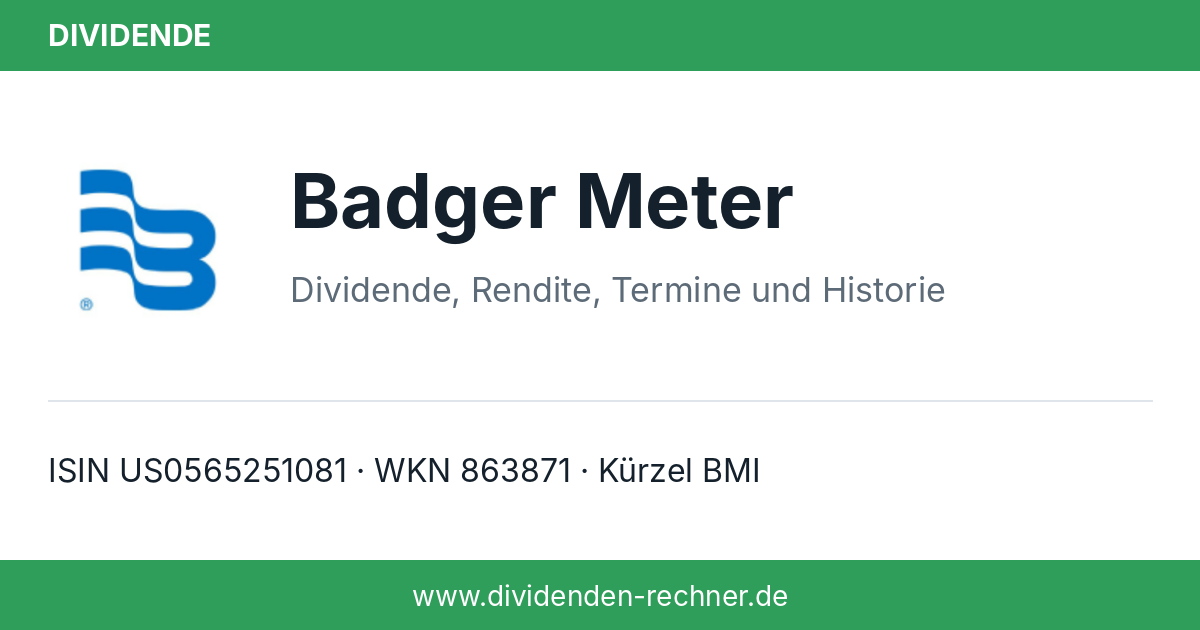 DIVIDENDE
Badger Meter
Dividende, Rendite, Termine und Historie
®
ISIN US0565251081 · WKN 863871 · Kürzel BMI
www.dividenden-rechner.de